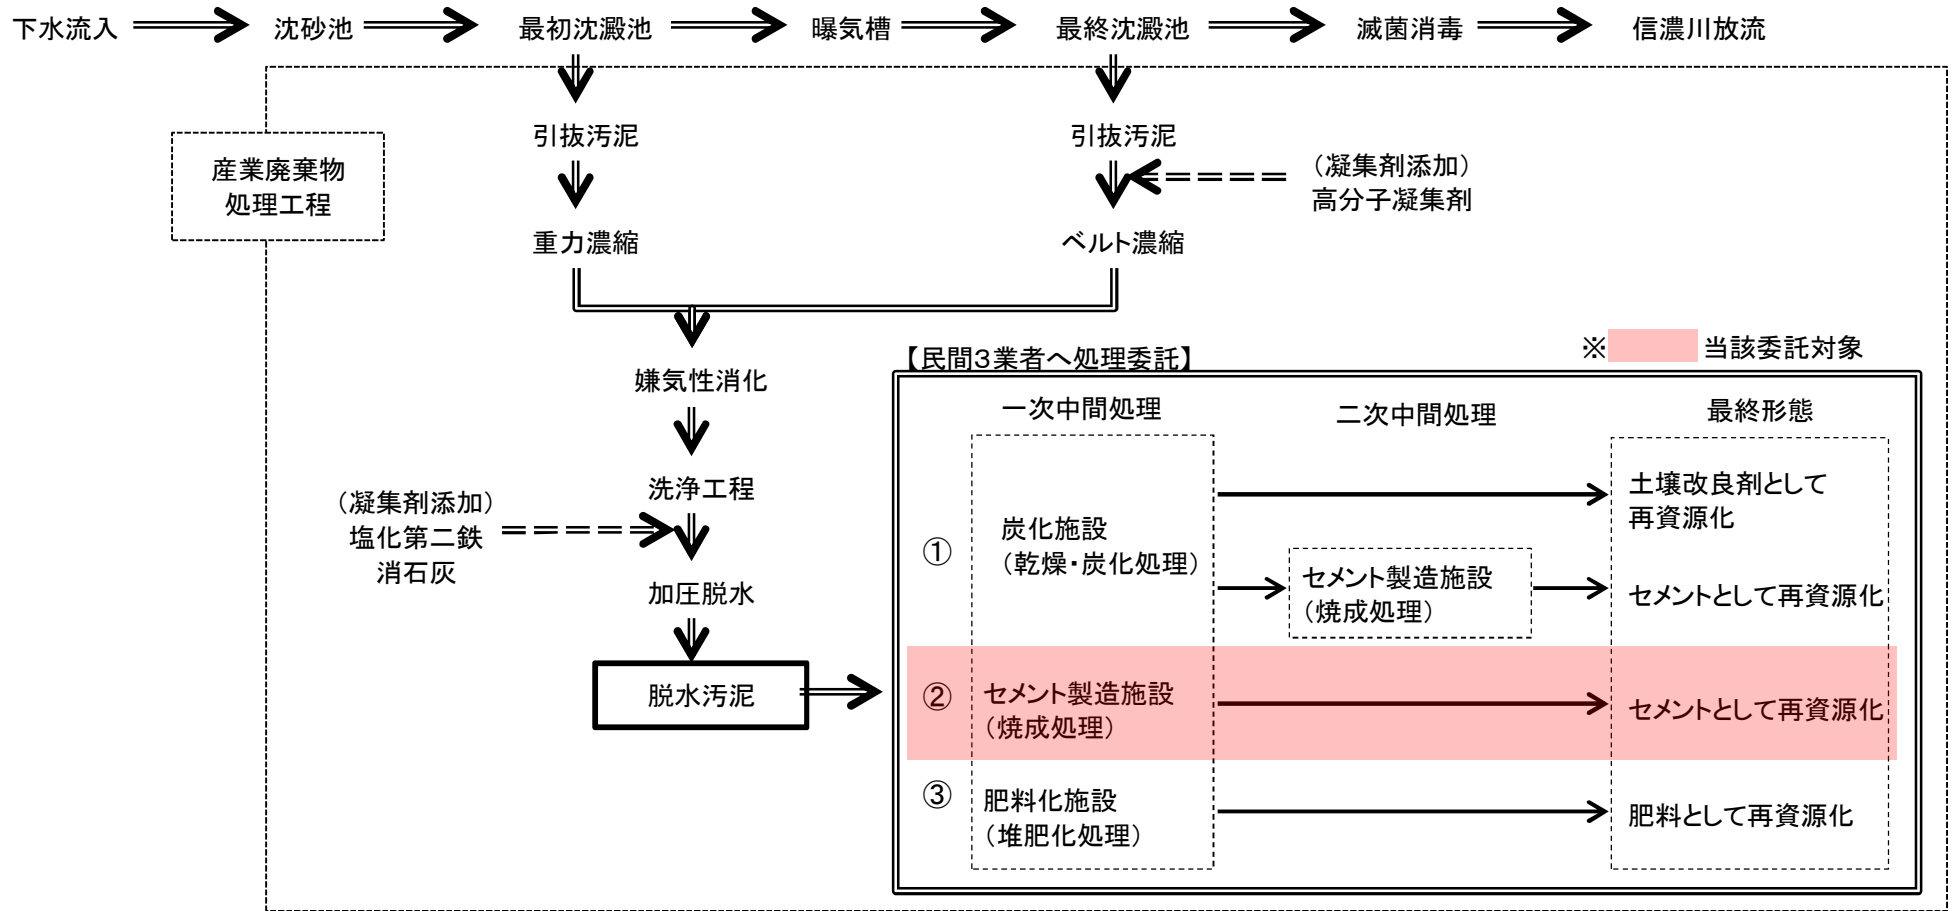 下水流入
沈砂池
最初沈澱池
曝気槽
最終沈澱池
滅菌消毒
信濃川放流
産業廃棄物
処理工程
引抜汚泥
引抜汚泥
(凝集剤添加)
高分子凝集剤
重力濃縮
ベルト濃縮
嫌気性消化
洗浄工程
(凝集剤添加)
塩化第二鉄
消石灰
加圧脱水
脱水汚泥
【民間3業者へ処理委託】
※
当該委託対象
一次中間処理
二次中間処理
最終形態
①
炭化施設
(乾燥・炭化処理)
土壌改良剤として
再資源化
セメント製造施設
(焼成処理)
セメントとして再資源化
②
セメント製造施設
(焼成処理)
セメントとして再資源化
③
肥料化施設
(堆肥化処理)
肥料として再資源化